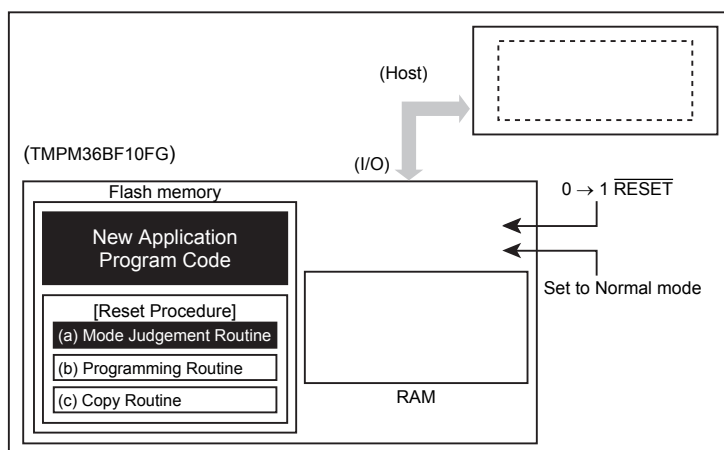 (Host)
(TMPM36BF10FG)
(I/O)
Flash memory
0 → 1 RESET
New Application
Program Code
Set to Normal mode
[Reset Procedure]
(a) Mode Judgement Routine
(b) Programming Routine
(c) Copy Routine
RAM